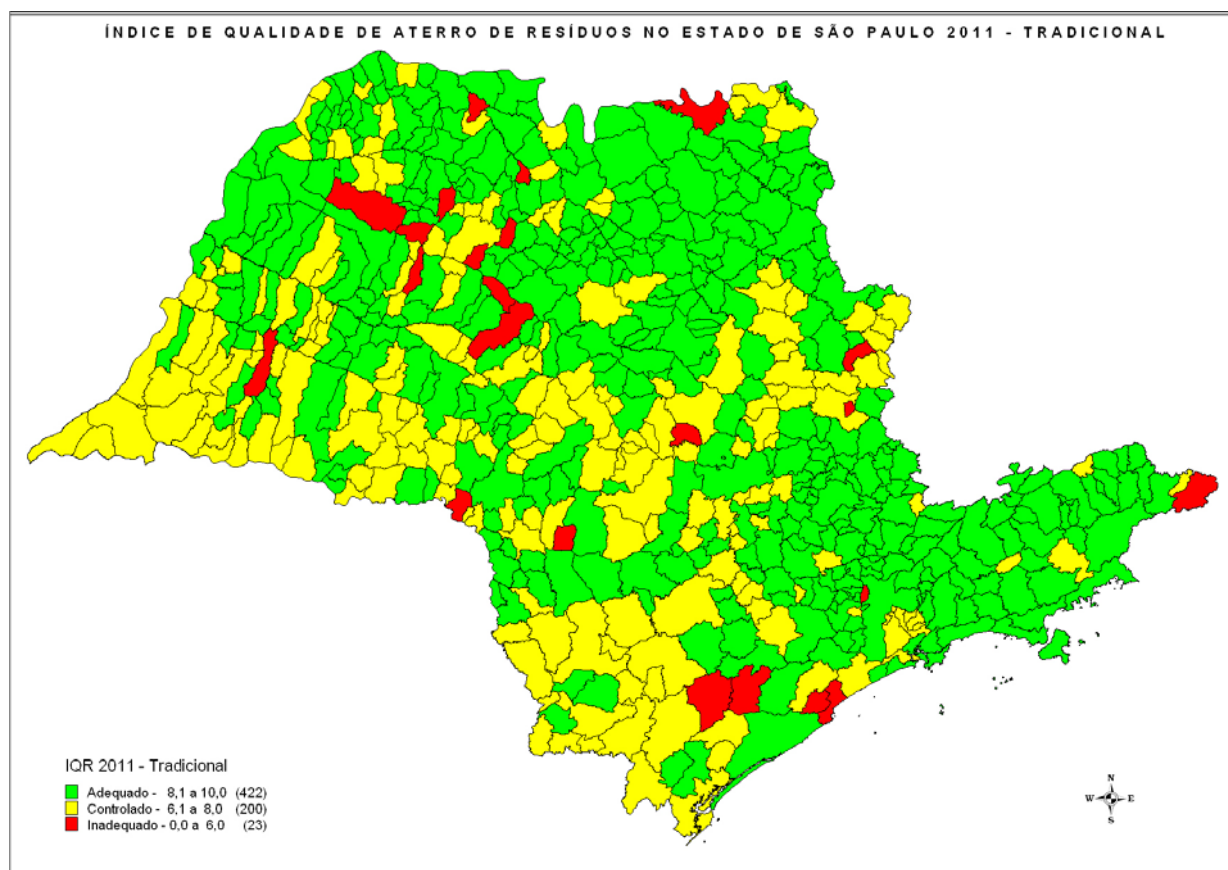 ÍNDICE DE QUALIDADE DE ATERRO DE RESÍDUOS NO ESTADO DE SÃO PAULO 2011 - TRADICIONAL
IQR 2011 - Tradicional
Adequado - 8,1 a 10,0 (422)
Controlado - 6,1 a 8,0 (200)
Inadequado - 0,0 a 6,0 (23)
N
W E
S